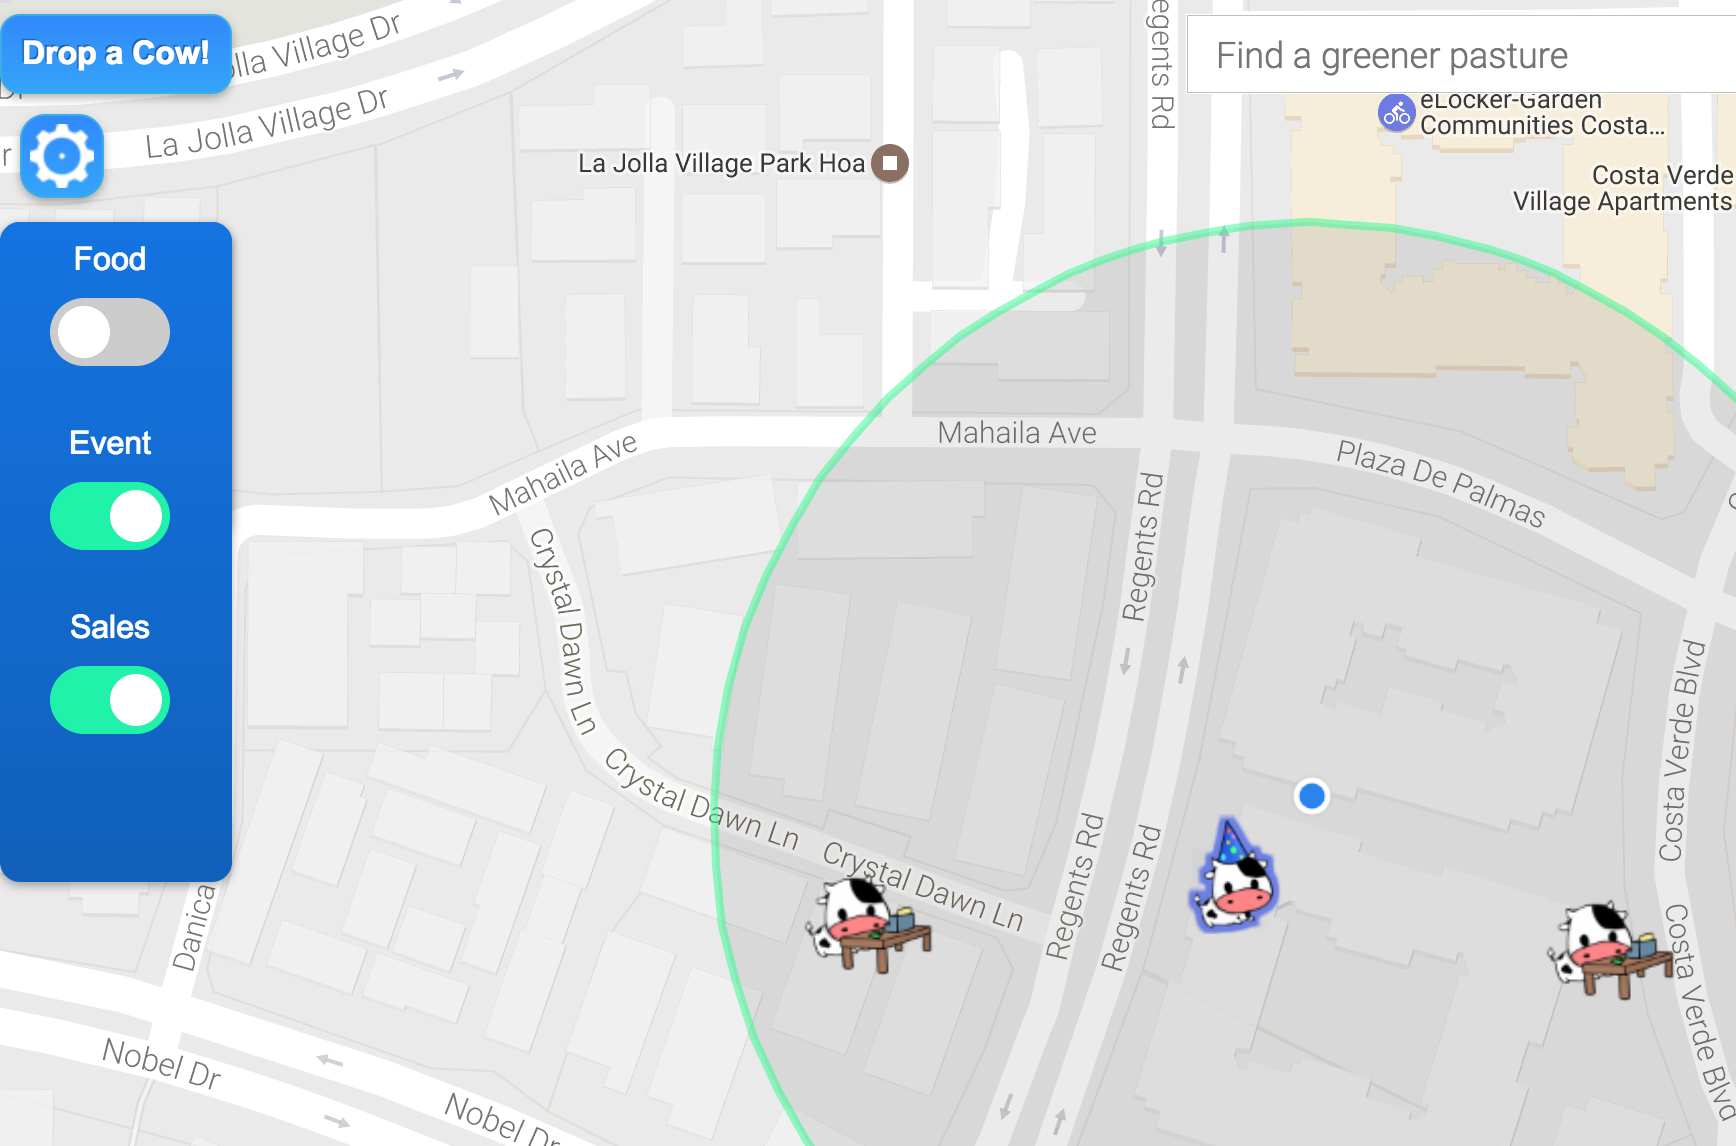 Drop a Cow!
lla Village Dr
La Jolla Village Dr
Find a greener pasture
egents Rd
eLocker-Garden
Communities Costa...
La Jolla Village Park Hoa
Costa Verde
Village Apartments
Food
Event
Sales
Mahaila Ave
Mahaila Ave
Plaza De Palmas
Crystal Dawn Ln
Regents Rd
Costa Verde Blvd
Crystal Dawn Ln
Crystal Dawn Ln
Regents Rd
Regents Rd
Danica
Costa Verde Blvd
Nobel Dr
Nobel Dr